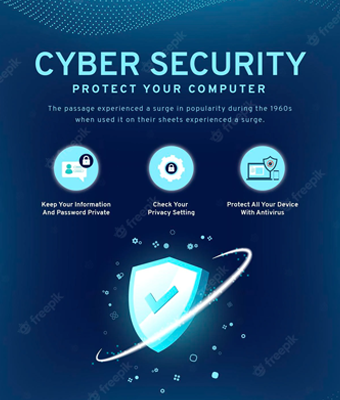 CYBER SECURITY
PROTECT YOUR COMPUTER
The passage experienced a surge in popularity during the 1960s
when used it on their sheets experienced a surge.
Keep Your Information
And Password Private
Check Your
Privacy Setting
Protect All Your Device
With Antivirus
freepik